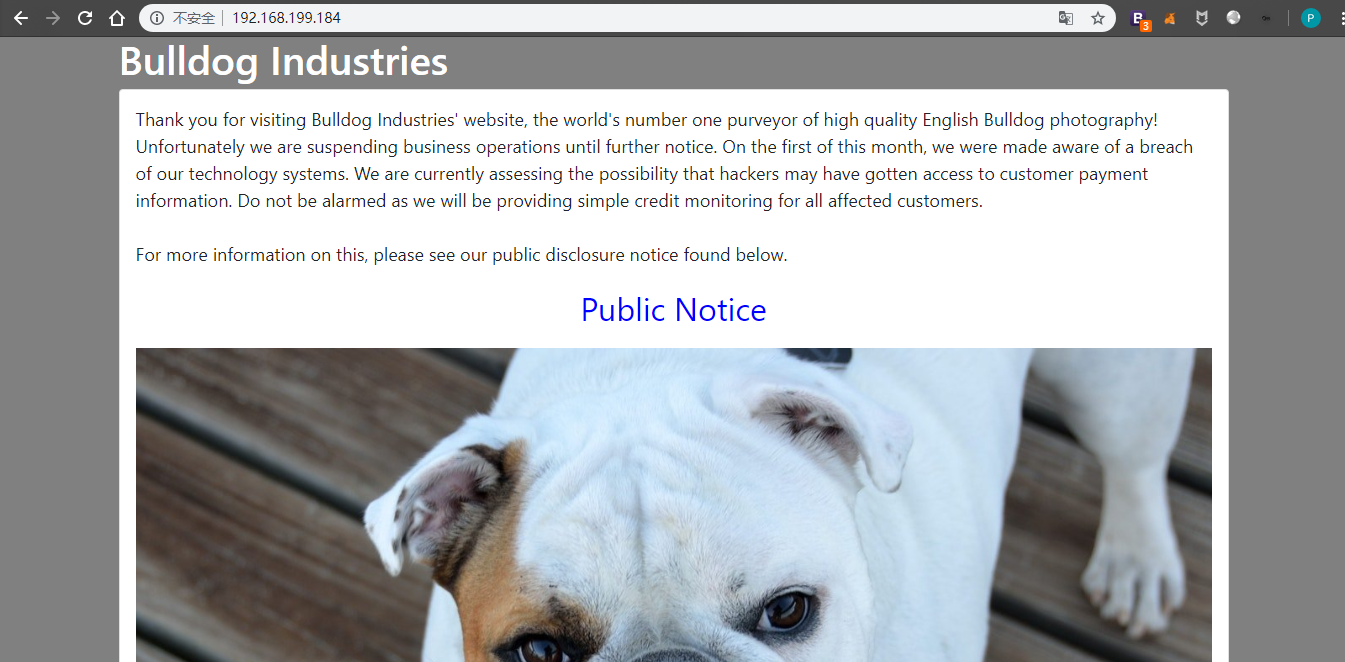 不安全 192.168.199.184
B 3 P
Bulldog Industries
Thank you for visiting Bulldog Industries' website, the world's number one purveyor of high quality English Bulldog photography!
Unfortunately we are suspending business operations until further notice. On the first of this month, we were made aware of a breach
of our technology systems. We are currently assessing the possibility that hackers may have gotten access to customer payment
information. Do not be alarmed as we will be providing simple credit monitoring for all affected customers.
For more information on this, please see our public disclosure notice found below.
Public Notice